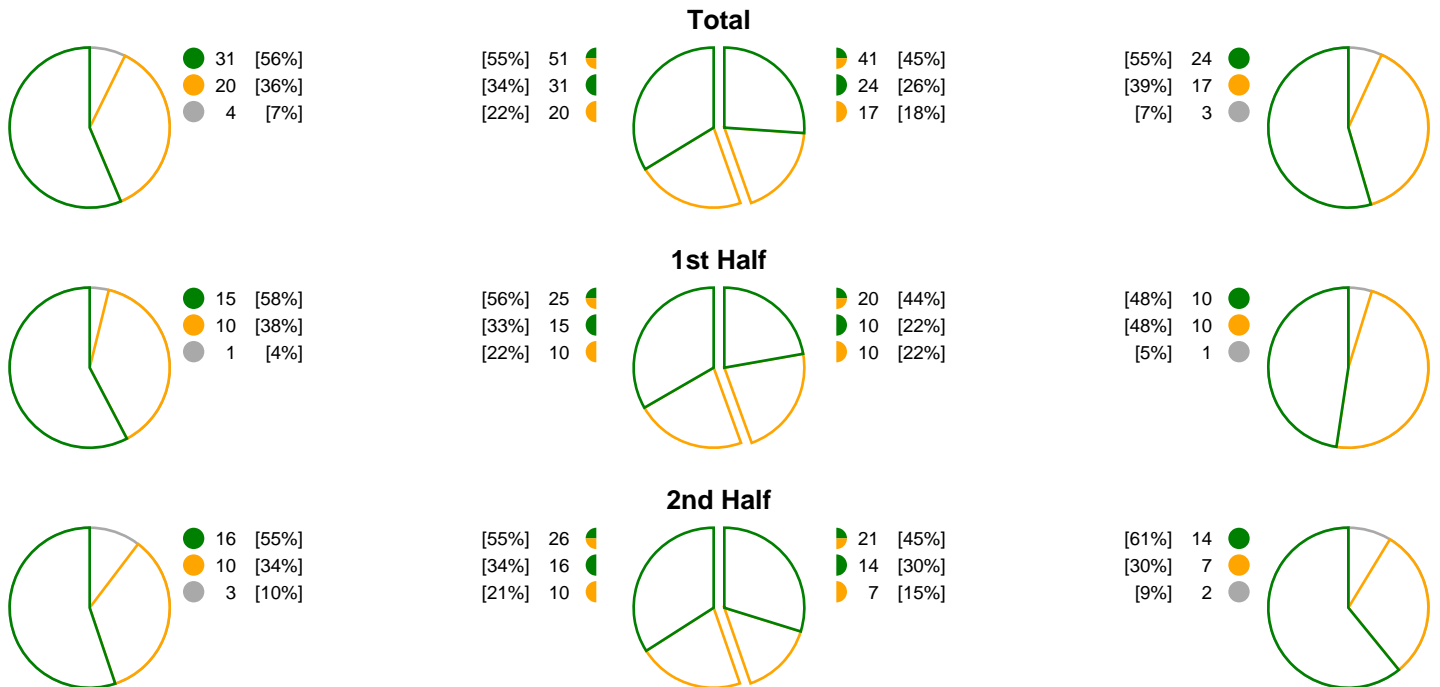 Total
31 [56%] [55%] 51 41 [45%] [55%] 24
20 [36%] [34%] 31 24 [26%] [39%] 17
4 [7%] [22%] 20 17 [18%] [7%] 3
1st Half
15 [58%] [56%] 25 20 [44%] [48%] 10
10 [38%] [33%] 15 10 [22%] [48%] 10
1 [4%] [22%] 10 10 [22%] [5%] 1
2nd Half
16 [55%] [55%] 26 21 [45%] [61%] 14
10 [34%] [34%] 16 14 [30%] [30%] 7
3 [10%] [21%] 10 7 [15%] [9%] 2